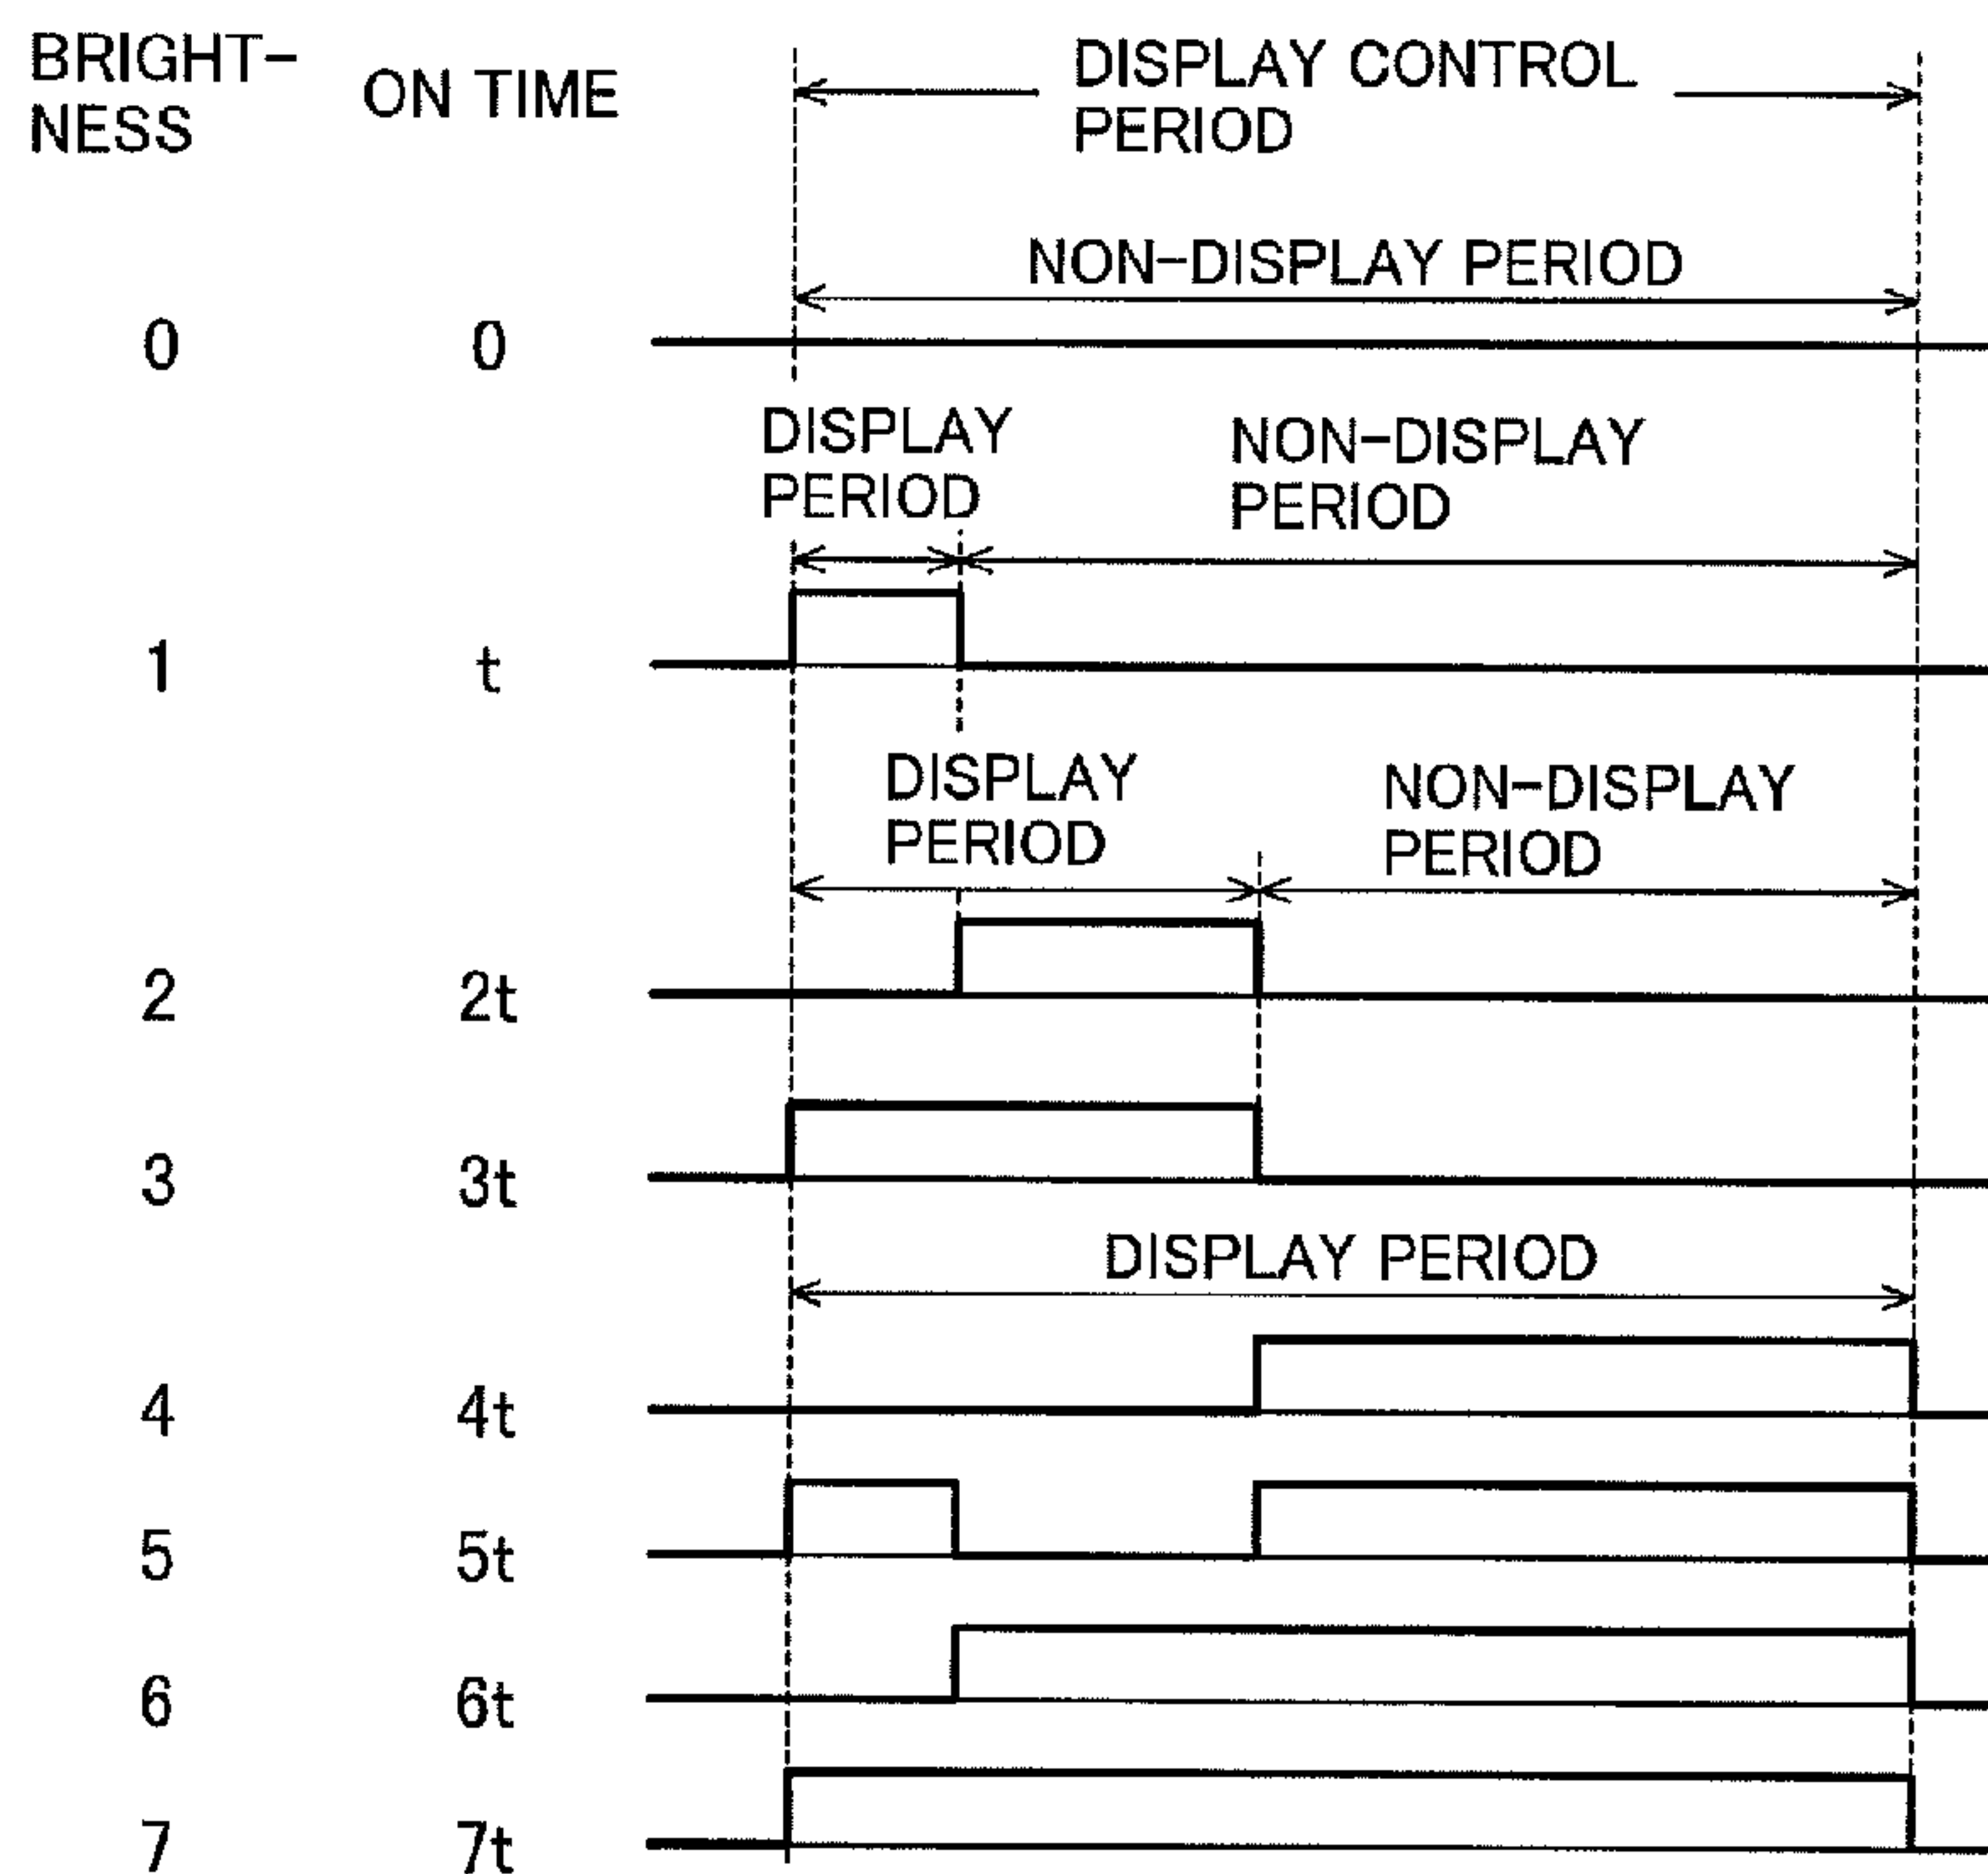 BRIGHT-
NESS
ON TIME
DISPLAY CONTROL
PERIOD
NON-DISPLAY PERIOD
0 0
DISPLAY
PERIOD
NON-DISPLAY
PERIOD
1 t
DISPLAY
PERIOD
NON-DISPLAY
PERIOD
2 2t
3 3t
DISPLAY PERIOD
4 4t
5 5t
6 6t
7 7t